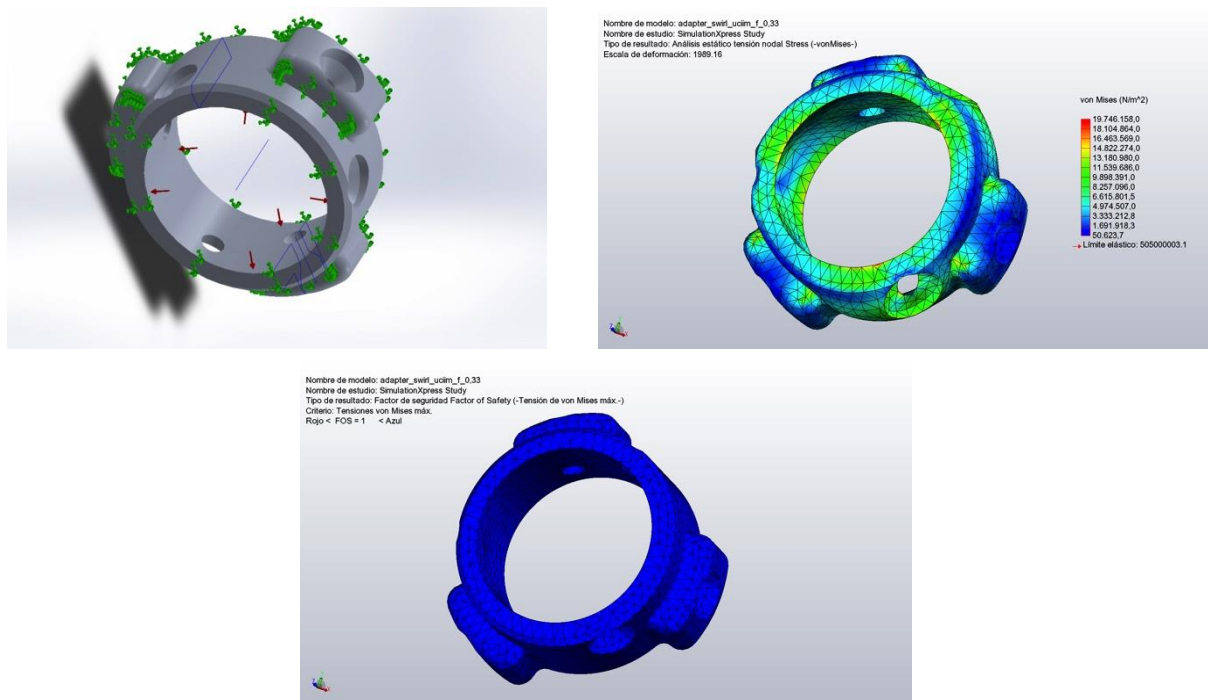 Nombre de modelo: adapter_swirl_uciim_f_0,33
Nombre de estudio: SimulationXpress Study
Tipo de resultado: Análisis estático tensión nodal Stress (-vonMises-)
Escala de deformación: 1989.16
von Mises (N/m^2)
19.746.158,0
18.104.864,0
16.463.569,0
14.822.274,0
13.180.980,0
11.539.686,0
9.898.391,0
8.257.096,0
6.615.801,5
4.974.507,0
3.333.212,8
1.691.918,3
50.623,7
Límite elástico: 505000003.1
Nombre de modelo: adapter_swirl_uciim_f_0,33
Nombre de estudio: SimulationXpress Study
Tipo de resultado: Factor de seguridad Factor of Safety (-Tensión de von Mises máx.-)
Criterio: Tensiones von Mises máx.
Rojo < FOS = 1 < Azul